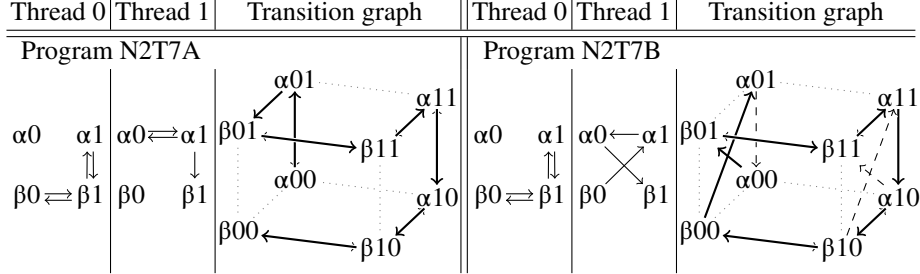 Thread 0 Thread 1 Transition graph Thread 0 Thread 1 Transition graph
Program N2T7A Program N2T7B
α01 α01
α11 α11
α0 α1 α0 α1 β01 α0 α1 α0 α1 β01
β11 β11
α00 α00
β0 β1 β0 β1 α10 β0 β1 β0 β1 α10
β00 β00
β10 β10